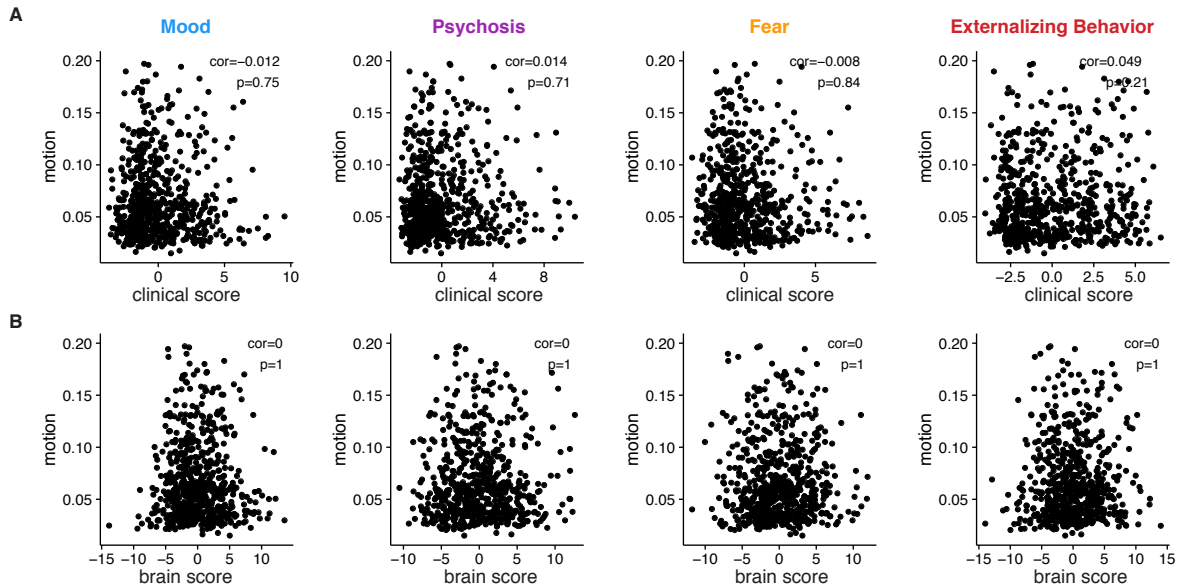 A
Mood
Psychosis
Fear
Externalizing Behavior
0.20
0.15
0.10
0.05
motion
cor=−0.012
p=0.75
0
5
10
clinical score
0.20
0.15
0.10
0.05
motion
cor=0.014
p=0.71
0
4
8
clinical score
0.20
0.15
0.10
0.05
motion
cor=−0.008
p=0.84
0
5
clinical score
0.20
0.15
0.10
0.05
motion
cor=0.049
p=0.21
−2.5
0.0
2.5
5.0
clinical score
B
0.20
0.15
0.10
0.05
motion
cor=0
p=1
−15
−10
−5
0
5
10
brain score
0.20
0.15
0.10
0.05
motion
cor=0
p=1
−10
−5
0
5
10
brain score
0.20
0.15
0.10
0.05
motion
cor=0
p=1
−10
−5
0
5
10
brain score
0.20
0.15
0.10
0.05
motion
cor=0
p=1
−15
−10
−5
0
5
10
15
brain score